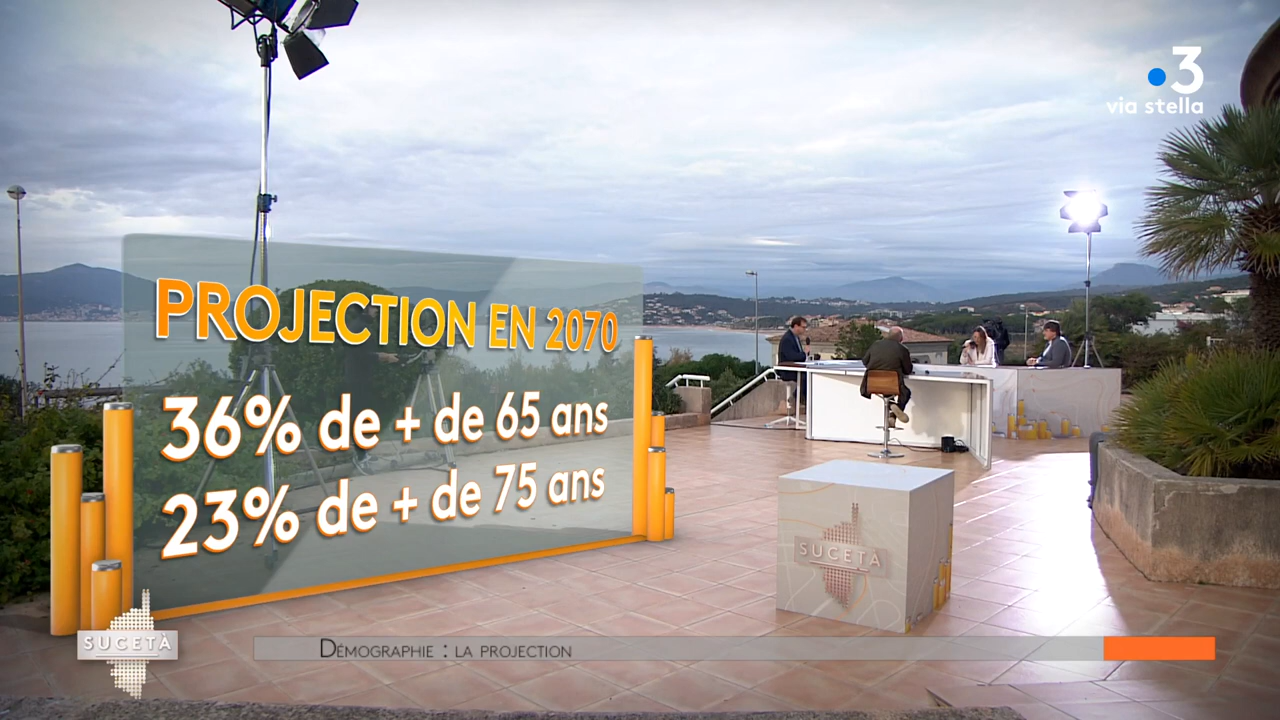 3
via stella
PROJECTION EN 2070
36% de + de 65 ans
23% de + de 75 ans
SUCETÀ
SUCETÀ
DÉMOGRAPHIE : LA PROJECTION